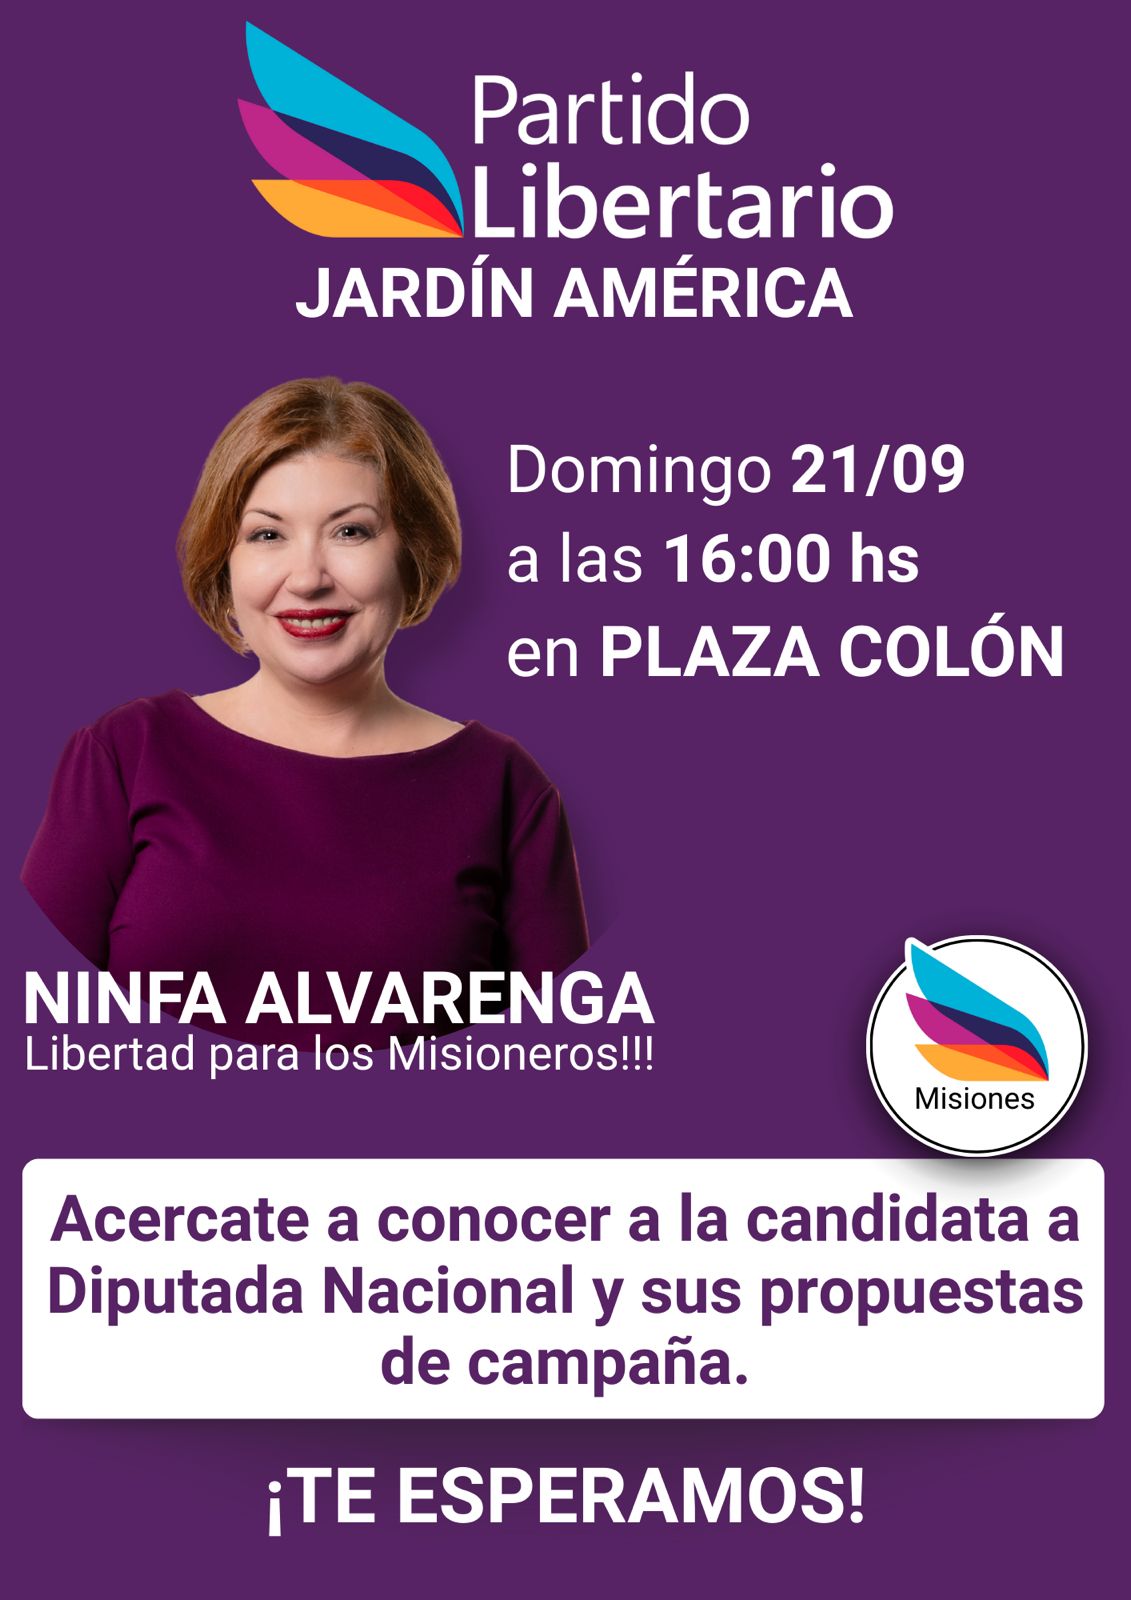 Partido
Libertario
JARDÍN AMÉRICA
Domingo 21/09
a las 16:00 hs
en PLAZA COLÓN
NINFA ALVARENGA
Libertad para los Misioneros!!!
Misiones
Acercate a conocer a la candidata a
Diputada Nacional y sus propuestas
de campaña.
¡TE ESPERAMOS!